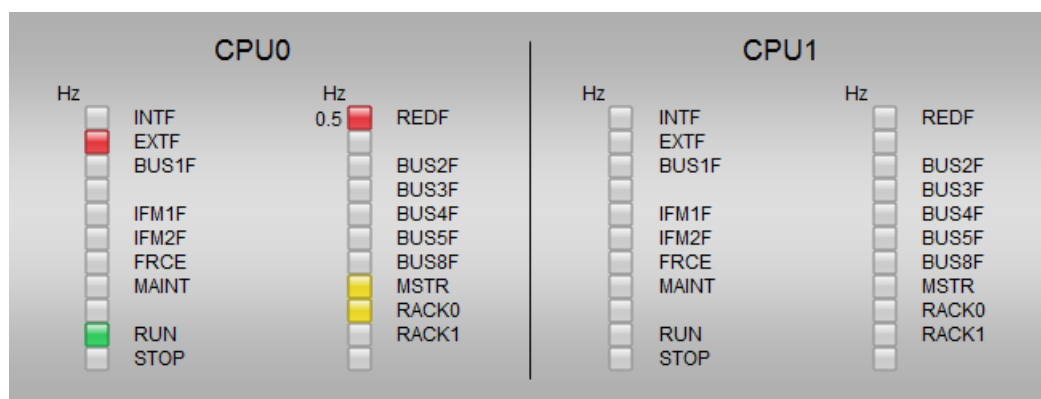 CPU0
Hz
Hz
INTF
0.5 REDF
EXTF
BUS1F
BUS2F
BUS3F
IFM1F
BUS4F
IFM2F
BUS5F
FRCE
BUS8F
MAINT
MSTR
RACK0
RUN
RACK1
STOP
CPU1
Hz
Hz
INTF
REDF
EXTF
BUS1F
BUS2F
BUS3F
IFM1F
BUS4F
IFM2F
BUS5F
FRCE
BUS8F
MAINT
MSTR
RACK0
RUN
RACK1
STOP